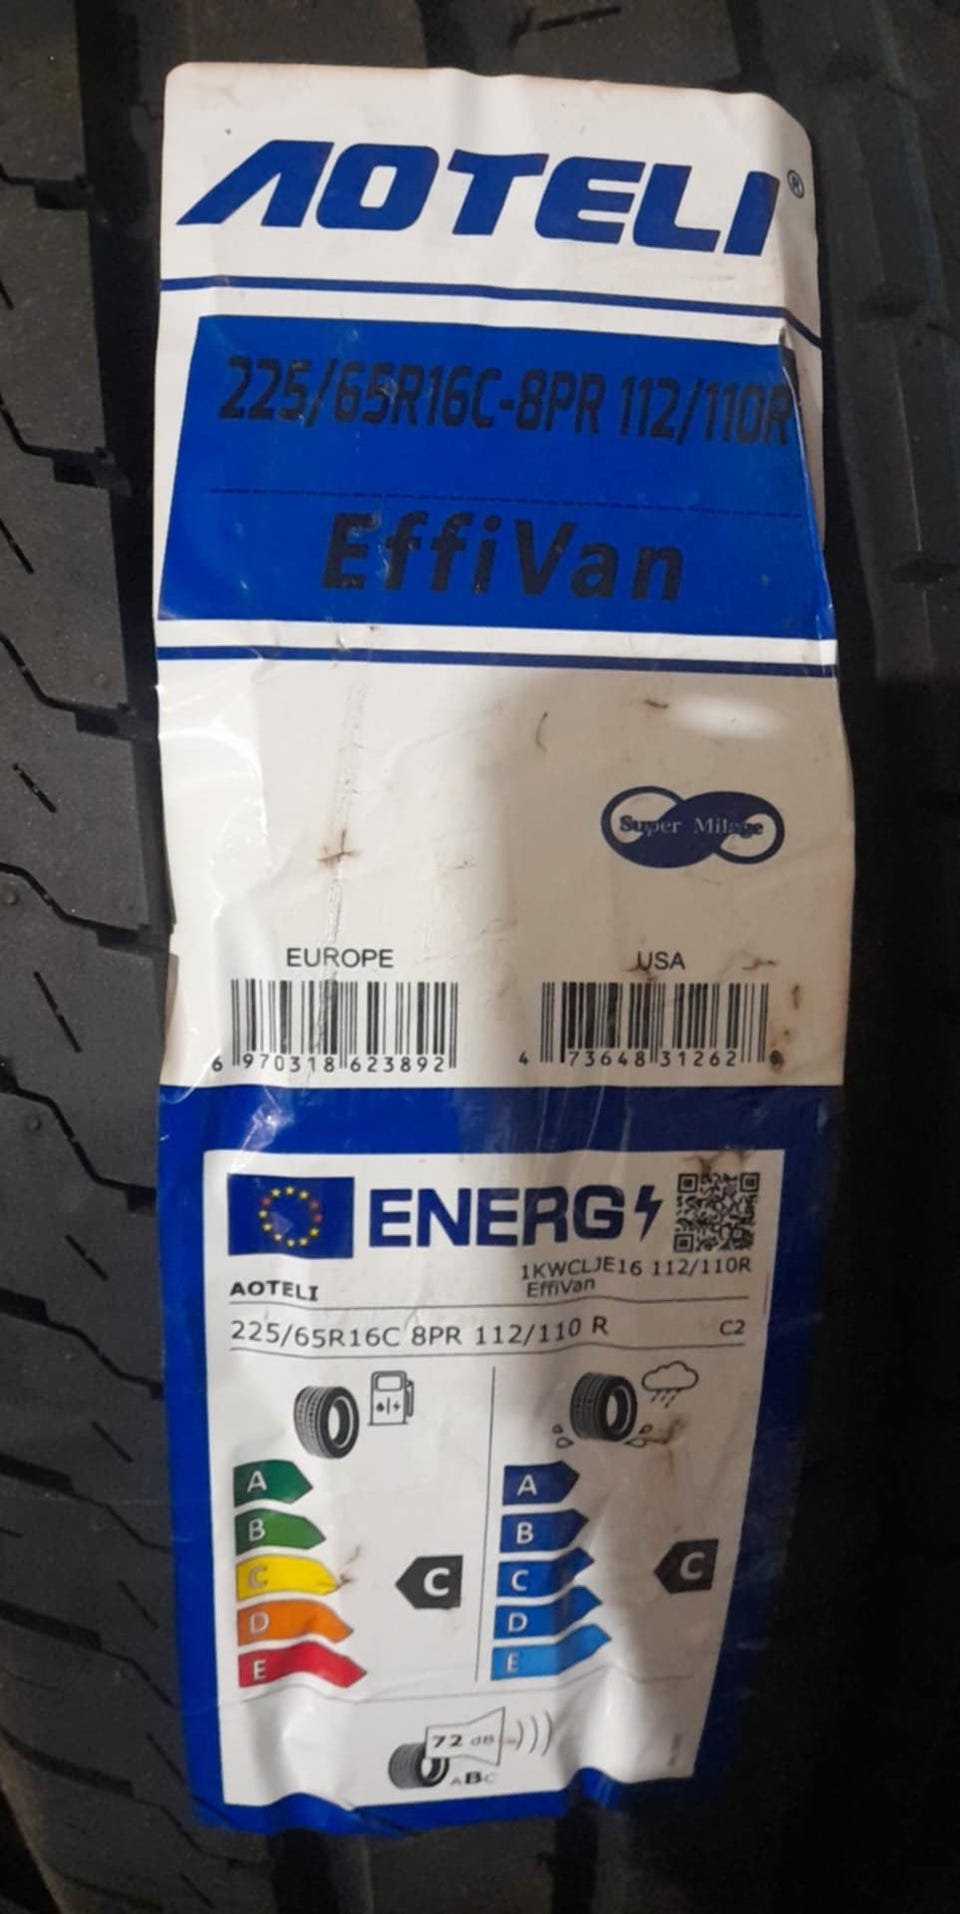 AOTELI®
225/65R16C-8PR 112/110R
EffiVan
Super Mileage
EUROPE
USA
6 970318 623892
4 73648 31262
ENERG
1KWCLJE16 112/110R
AOTELI
EffiVan
225/65R16C 8PR 112/110 R
C2
A
B
C
D
E
C
A
B
C
D
E
C
72 dB
ABC